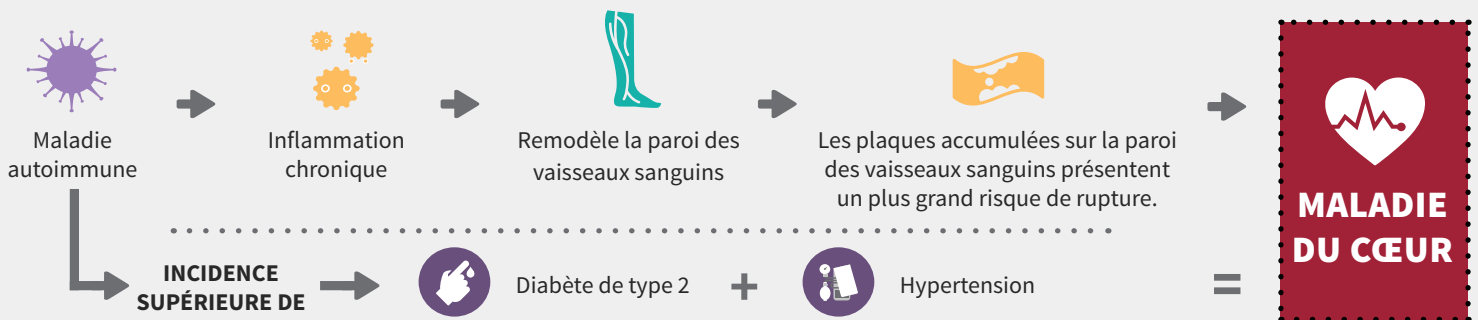 Maladie
autoimmune
Inflammation
chronique
Remodèle la paroi des
vaisseaux sanguins
Les plaques accumulées sur la paroi
des vaisseaux sanguins présentent
un plus grand risque de rupture.
MALADIE
DU CŒUR
INCIDENCE
SUPÉRIEURE DE
Diabète de type 2
+
Hypertension
=